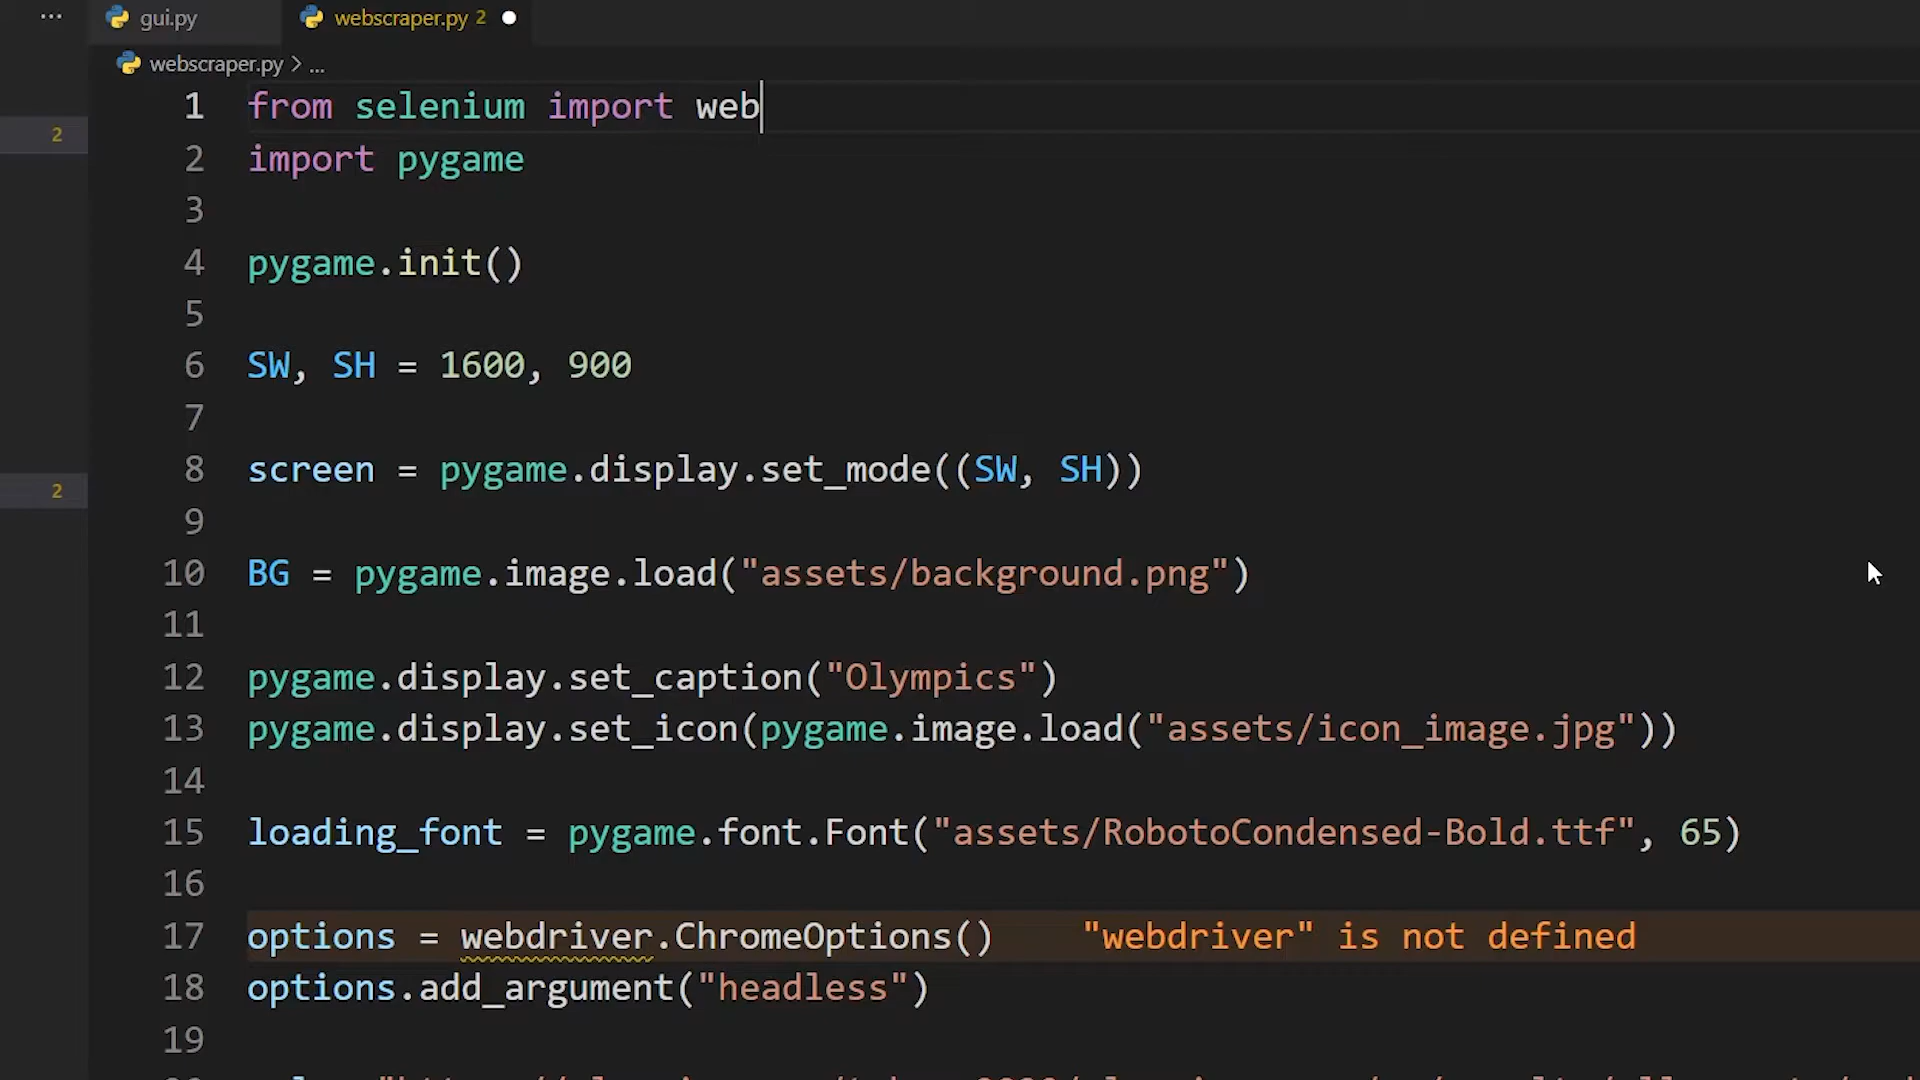 ... gui.py webscraper.py 2
webscraper.py > ...
1 from selenium import web
2 import pygame
2
3
4 pygame.init()
5
6 SW, SH = 1600, 900
7
8 screen = pygame.display.set_mode((SW, SH))
2
9
10 BG = pygame.image.load("assets/background.png")
11
12 pygame.display.set_caption("Olympics")
13 pygame.display.set_icon(pygame.image.load("assets/icon_image.jpg"))
14
15 loading_font = pygame.font.Font("assets/RobotoCondensed-Bold.ttf", 65)
16
17 options = webdriver.ChromeOptions() "webdriver" is not defined
18 options.add_argument("headless")
19